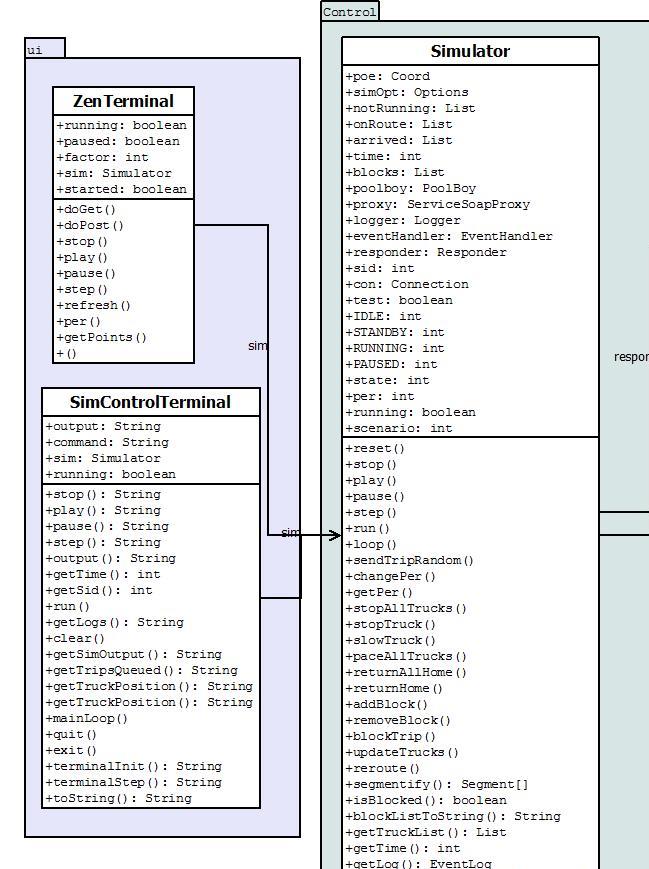 ui
ZenTerminal
+running: boolean
+paused: boolean
+factor: int
+sim: Simulator
+started: boolean
+doGet()
+doPost()
+stop()
+play()
+pause()
+step()
+refresh()
+per()
+getPoints()
+()
sim
SimControlTerminal
+output: String
+command: String
+sim: Simulator
+running: boolean
+stop(): String
+play(): String
+pause(): String
+step(): String
+output(): String
+getTime(): int
+getSid(): int
+run()
+getLogs(): String
+clear()
+getSimOutput(): String
+getTripsQueued(): String
+getTruckPosition(): String
+getTruckPosition(): String
+mainLoop()
+quit()
+exit()
+terminalInit(): String
+terminalStep(): String
+toString(): String
sim
Control
Simulator
+poe: Coord
+simOpt: Options
+notRunning: List
+onRoute: List
+arrived: List
+time: int
+blocks: List
+poolboy: PoolBoy
+proxy: ServiceSoapProxy
+logger: Logger
+eventHandler: EventHandler
+responder: Responder
+sid: int
+con: Connection
+test: boolean
+IDLE: int
+STANDBY: int
+RUNNING: int
+PAUSED: int
+state: int
+per: int
+running: boolean
+scenario: int
+reset()
+stop()
+play()
+pause()
+step()
+run()
+loop()
+sendTripRandom()
+changePer()
+getPer()
+stopAllTrucks()
+stopTruck()
+slowTruck()
+paceAllTrucks()
+returnAllHome()
+returnHome()
+addBlock()
+removeBlock()
+blockTrip()
+updateTrucks()
+reroute()
+segmentify(): Segment[]
+isBlocked(): boolean
+blockListToString(): String
+getTruckList(): List
+getTime(): int
+getLog(): EventLog
respon